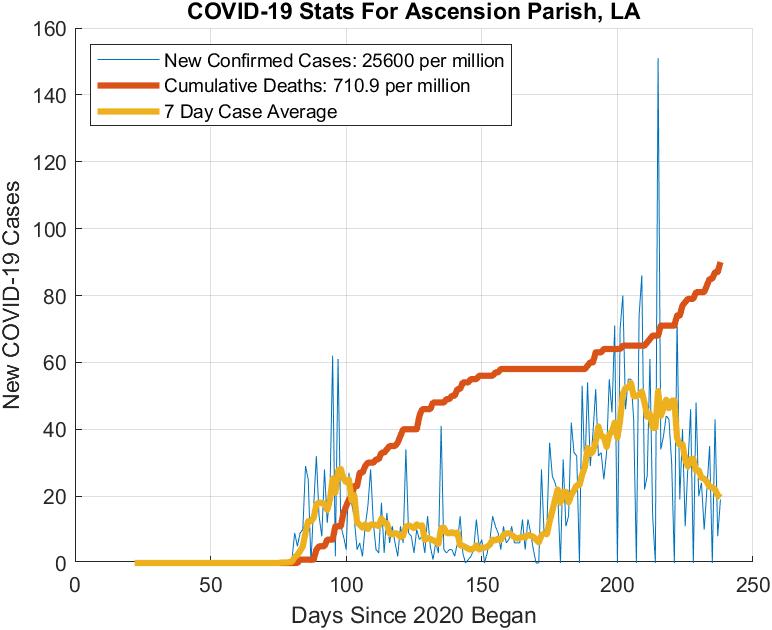 COVID-19 Stats For Ascension Parish, LA
New Confirmed Cases: 25600 per million
Cumulative Deaths: 710.9 per million
7 Day Case Average
New COVID-19 Cases
160
140
120
100
80
60
40
20
0
0 50 100 150 200 250
Days Since 2020 Began